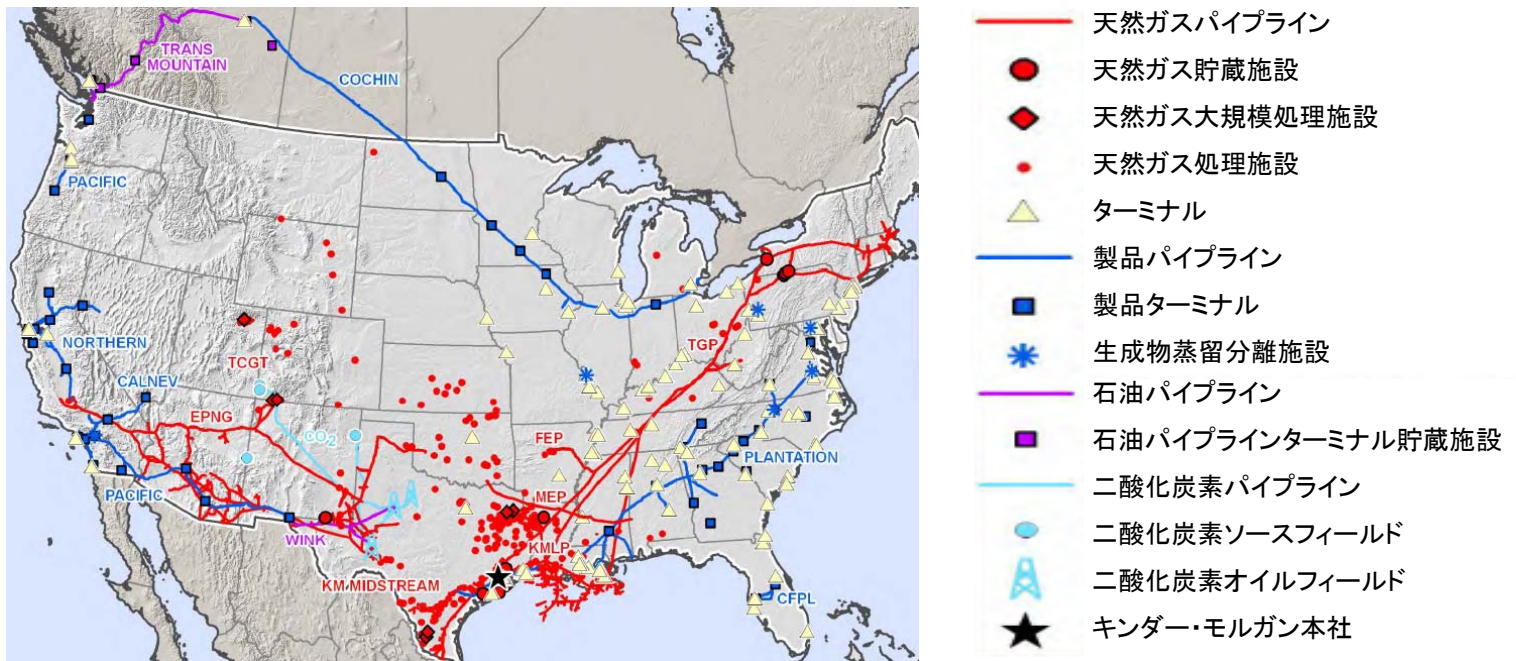 TRANS
MOUNTAIN
COCHIN
PACIFIC
NORTHERN
CALNEV
TCGT
EPNG
CO2
PACIFIC
WINK
KM MIDSTREAM
TGP
FEP
MEP
KMLP
PLANTATION
CFPL
天然ガスパイプライン
天然ガス貯蔵施設
天然ガス大規模処理施設
天然ガス処理施設
ターミナル
製品パイプライン
製品ターミナル
生成物蒸留分離施設
石油パイプライン
石油パイプラインターミナル貯蔵施設
二酸化炭素パイプライン
二酸化炭素ソースフィールド
二酸化炭素オイルフィールド
キンダー・モルガン本社